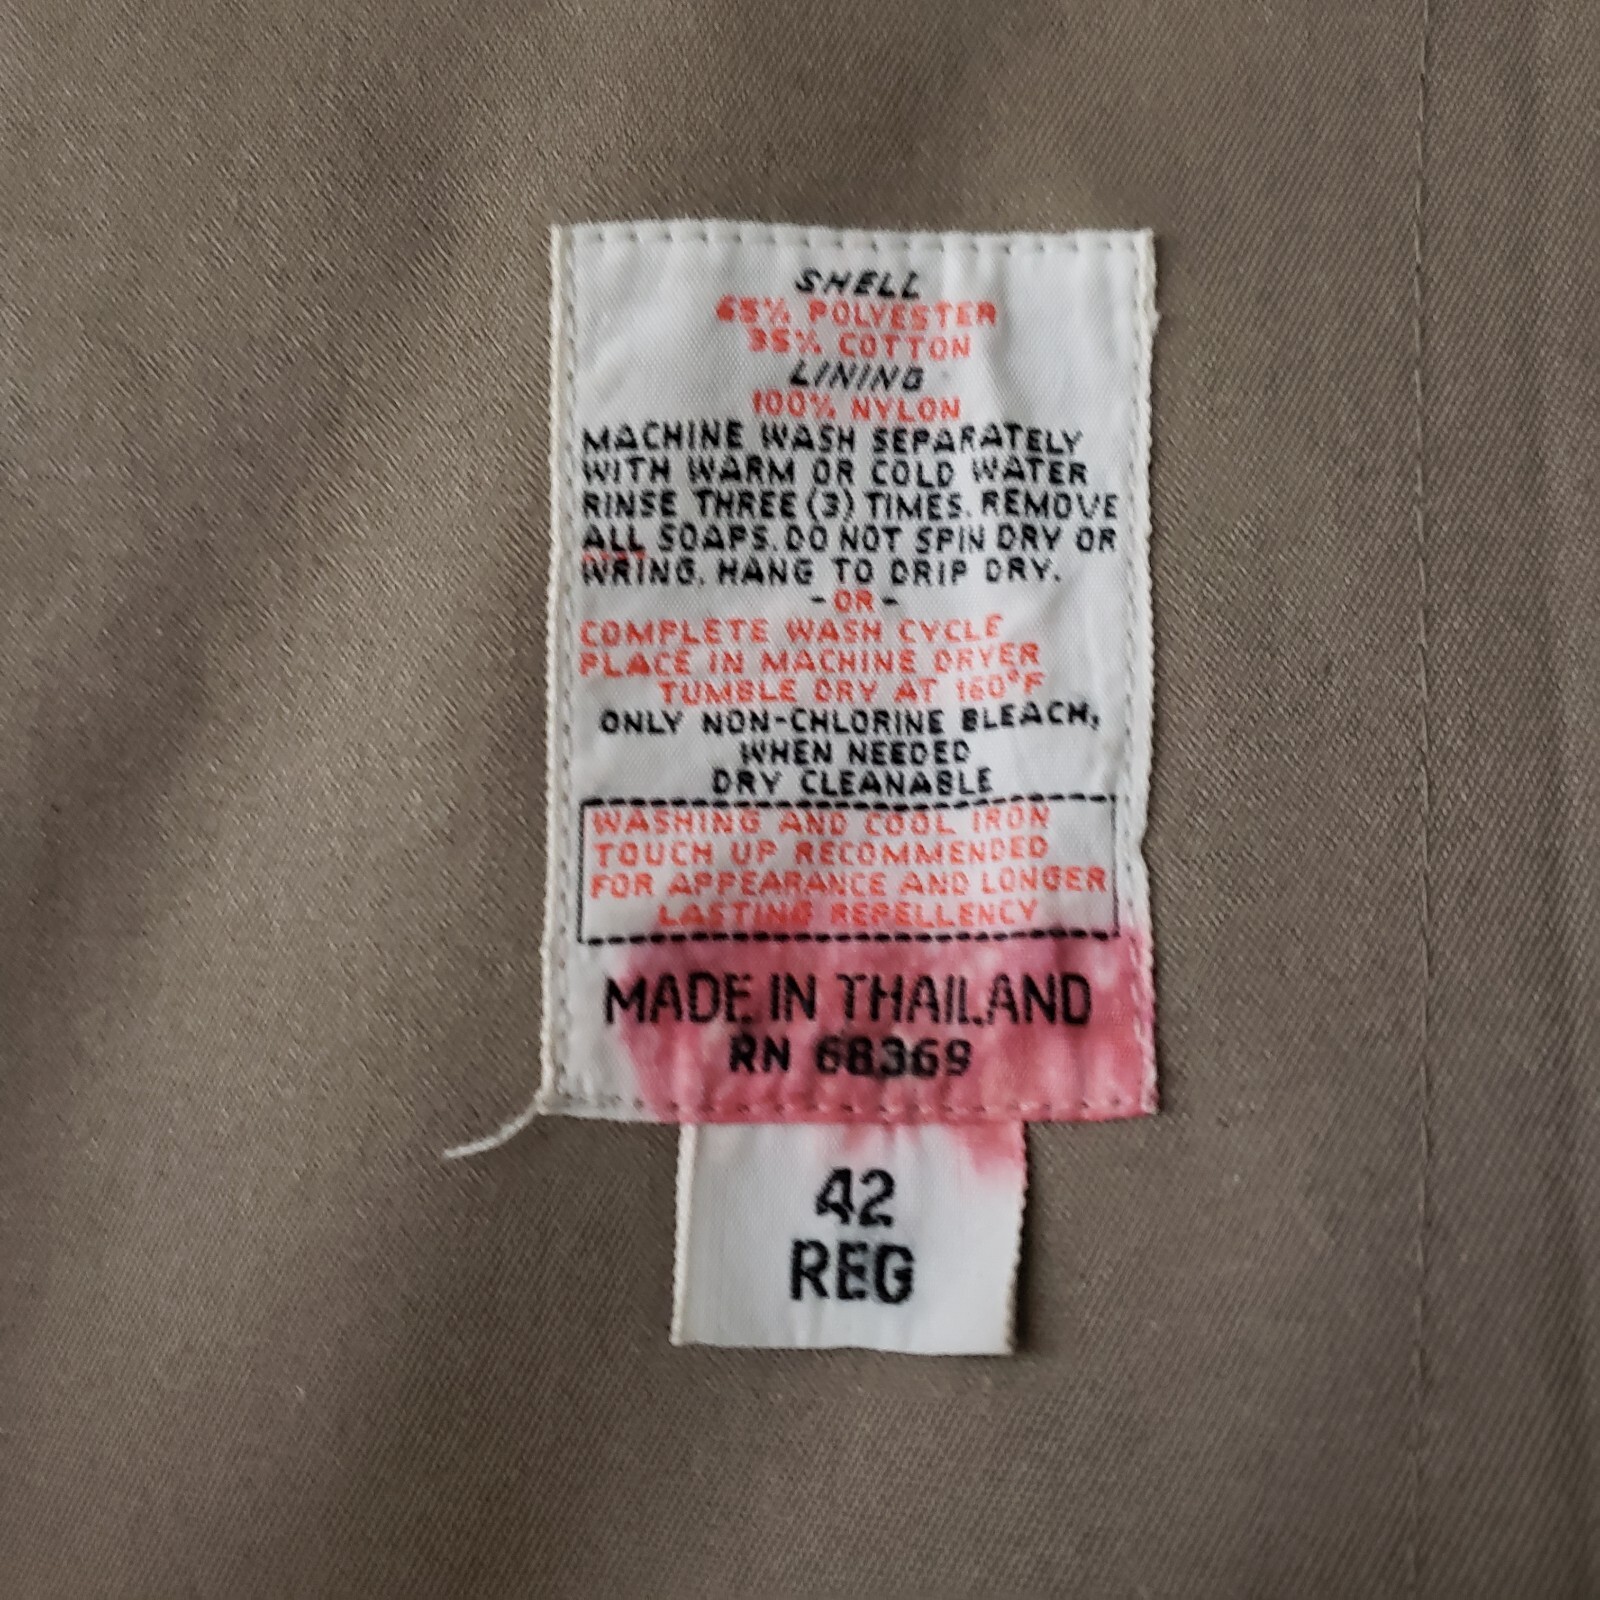 SHELL
65% POLYESTER
35% COTTON
LINING
100% NYLON
MACHINE WASH SEPARATELY
WITH WARM OR COLD WATER
RINSE THREE (3) TIMES. REMOVE
ALL SOAPS. DO NOT SPIN DRY OR
WRING. HANG TO DRIP DRY.
-OR-
COMPLETE WASH CYCLE
PLACE IN MACHINE DRYER
TUMBLE DRY AT 160°F
ONLY NON-CHLORINE BLEACH,
WHEN NEEDED
DRY CLEANABLE
WASHING AND COOL IRON
TOUCH UP RECOMMENDED
FOR APPEARANCE AND LONGER
LASTING REPELLENCY
MADE IN THAILAND
RN 68369
42
REG